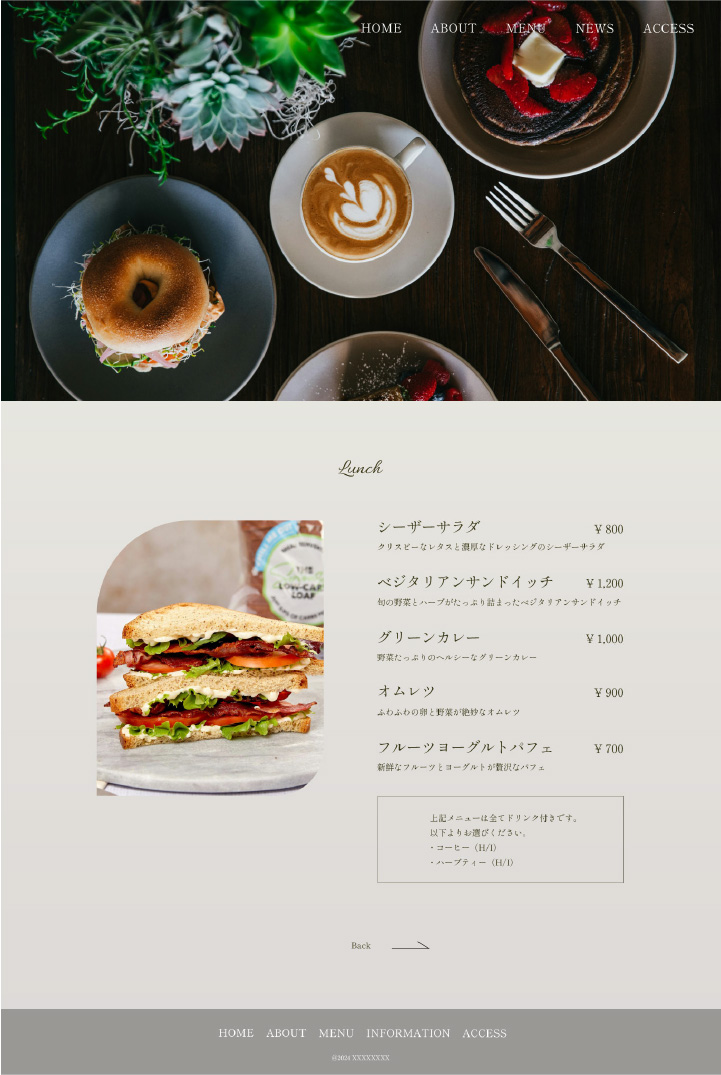 HOME ABOUT MENU NEWS ACCESS
Lunch
シーザーサラダ ¥ 800
クリスピーなレタスと濃厚なドレッシングのシーザーサラダ
ベジタリアンサンドイッチ ¥ 1,200
旬の野菜とハーブがたっぷり詰まったベジタリアンサンドイッチ
グリーンカレー ¥ 1,000
野菜たっぷりのヘルシーなグリーンカレー
オムレツ ¥ 900
ふわふわの卵と野菜が絶妙なオムレツ
フルーツヨーグルトパフェ ¥ 700
新鮮なフルーツとヨーグルトが贅沢なパフェ
上記メニューは全てドリンク付きです。
以下よりお選びください。
・コーヒー（H/I）
・ハーブティー（H/I）
Back
HOME ABOUT MENU INFORMATION ACCESS
©2024 XXXXXXXX